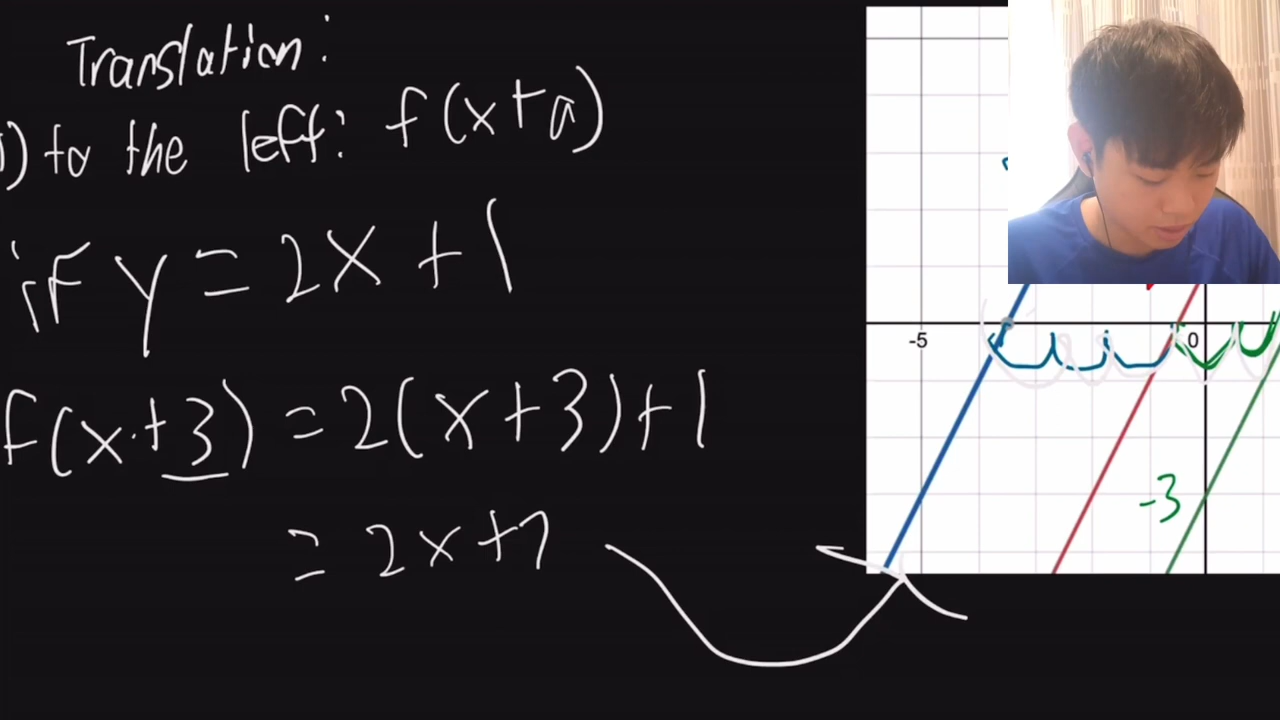 Translation:
) to the left: f(x+a)
if y = 2x + 1
f(x+3) = 2(x+3)+1
= 2x+7
-5
0
-3